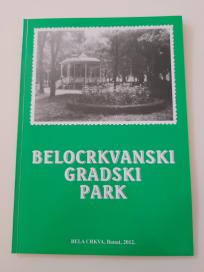 BELOCRKVANSKI
GRADSKI
PARK
BELA CRKVA, Banat, 2012.